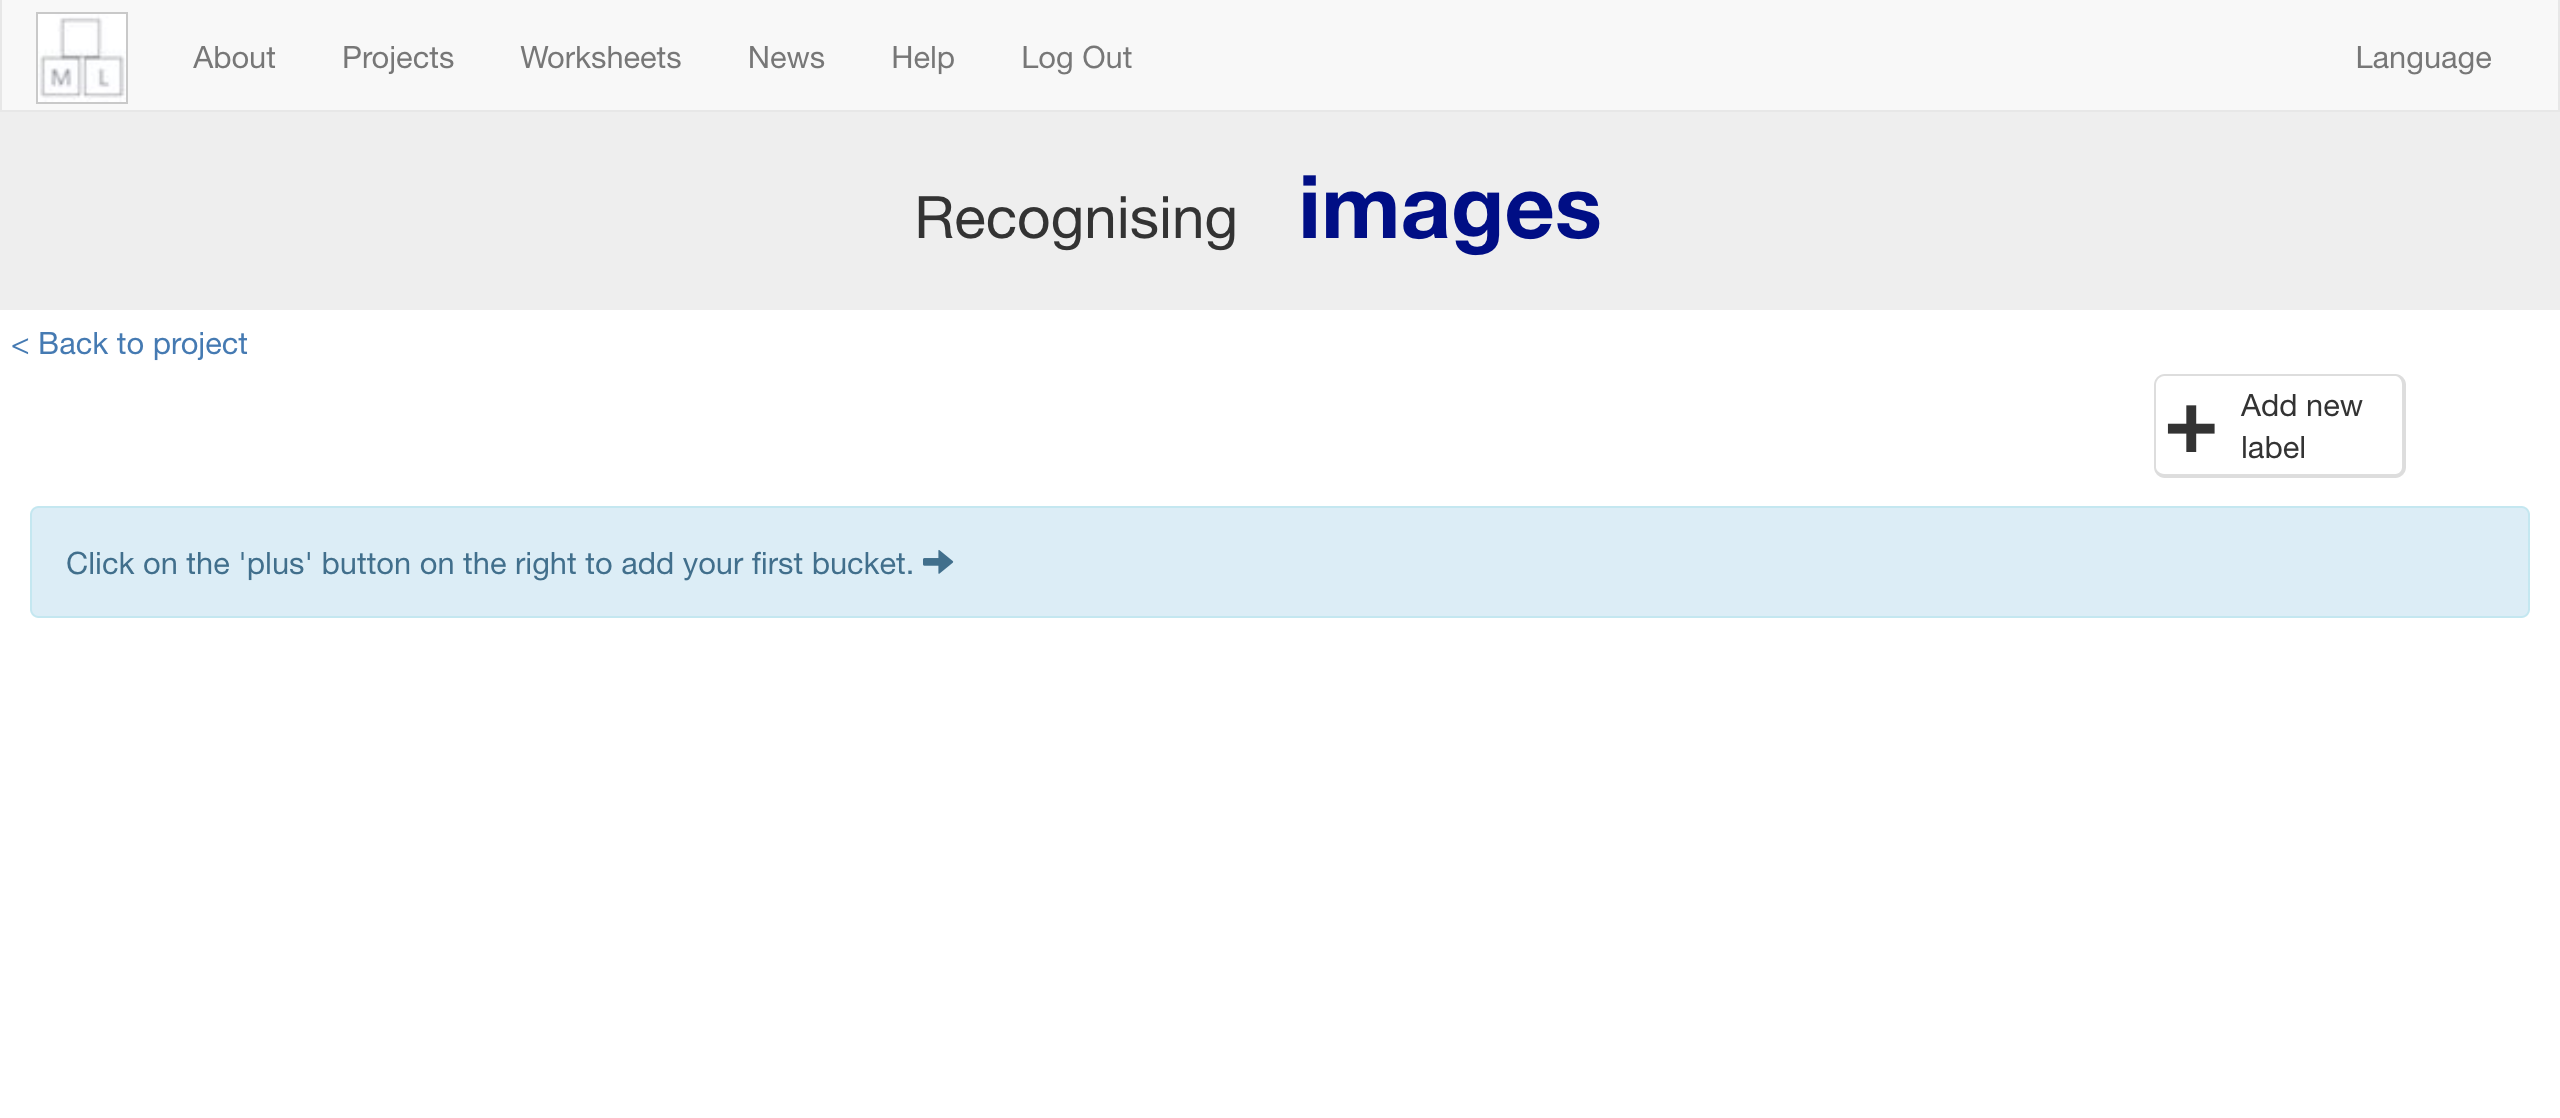 M L
About Projects Worksheets News Help Log Out Language
Recognising images
< Back to project
Add new
label
Click on the 'plus' button on the right to add your first bucket.